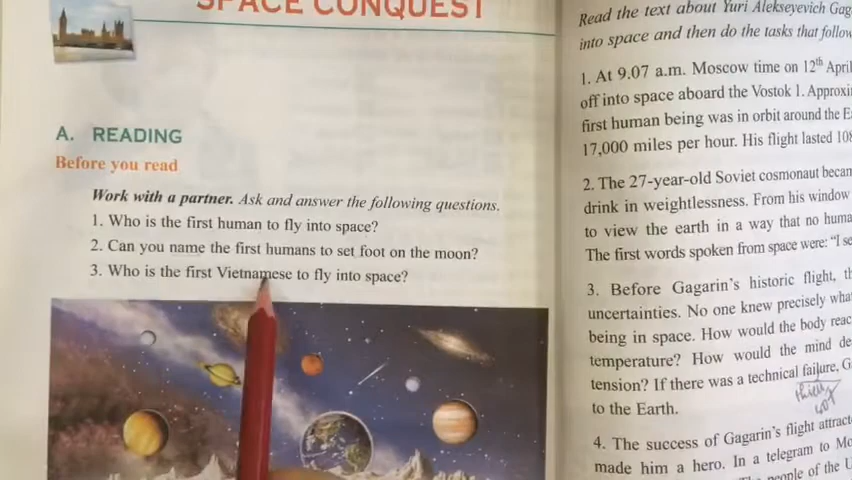 SPACE CONQUEST
A. READING
Before you read
Work with a partner. Ask and answer the following questions.
1. Who is the first human to fly into space?
2. Can you name the first humans to set foot on the moon?
3. Who is the first Vietnamese to fly into space?
Read the text about Yuri Alekseyevich
into space and then do the tasks that
1. At 9.07 a.m. Moscow time on 12th April
off into space aboard the Vostok 1.
first human being was in orbit around the
17,000 miles per hour. His flight lasted
2. The 27-year-old Soviet cosmonaut
drink in weightlessness. From his window
to view the earth in a way that no
The first words spoken from space were: "I
3. Before Gagarin's historic flight,
uncertainties. No one knew precisely
being in space. How would the body
temperature? How would the mind
tension? If there was a technical failure,
to the Earth.
4. The success of Gagarin's flight
made him a hero. In a telegram to
people of the